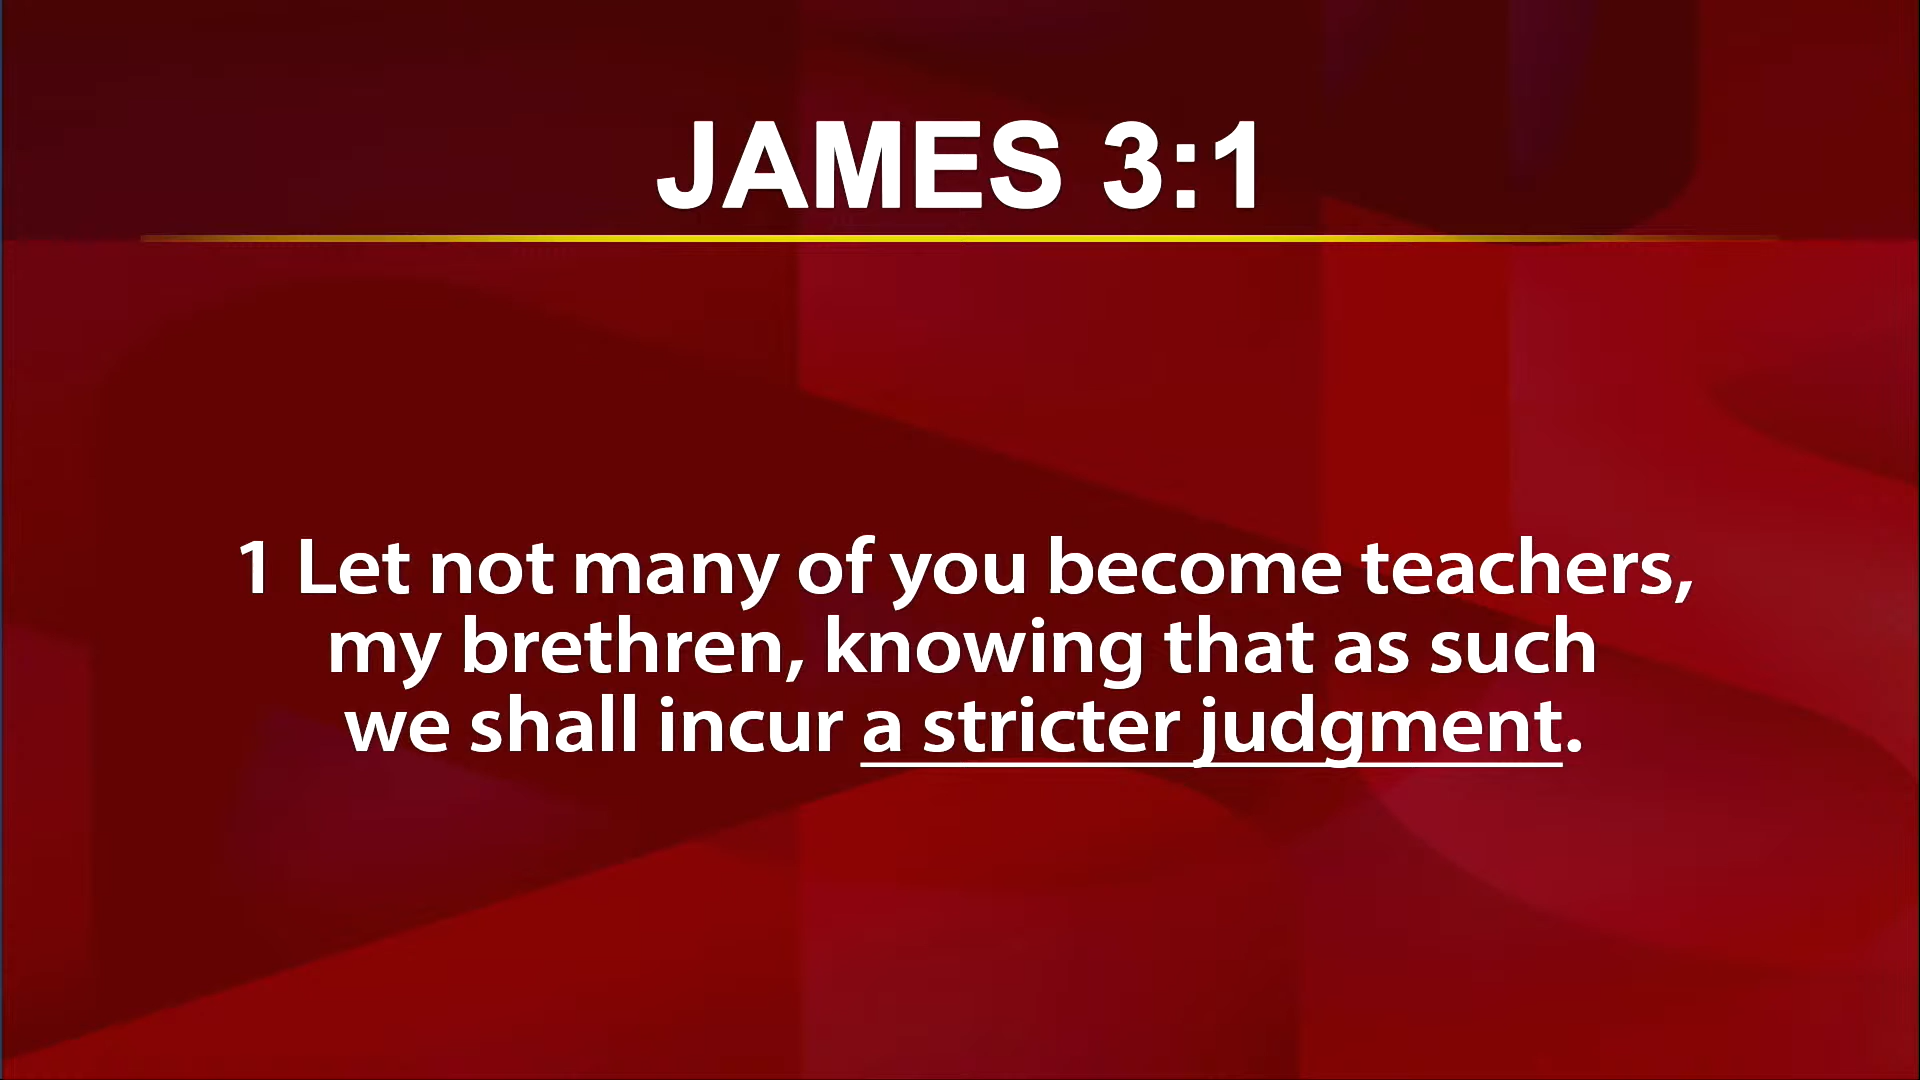 JAMES 3:1
1 Let not many of you become teachers,
my brethren, knowing that as such
we shall incur a stricter judgment.